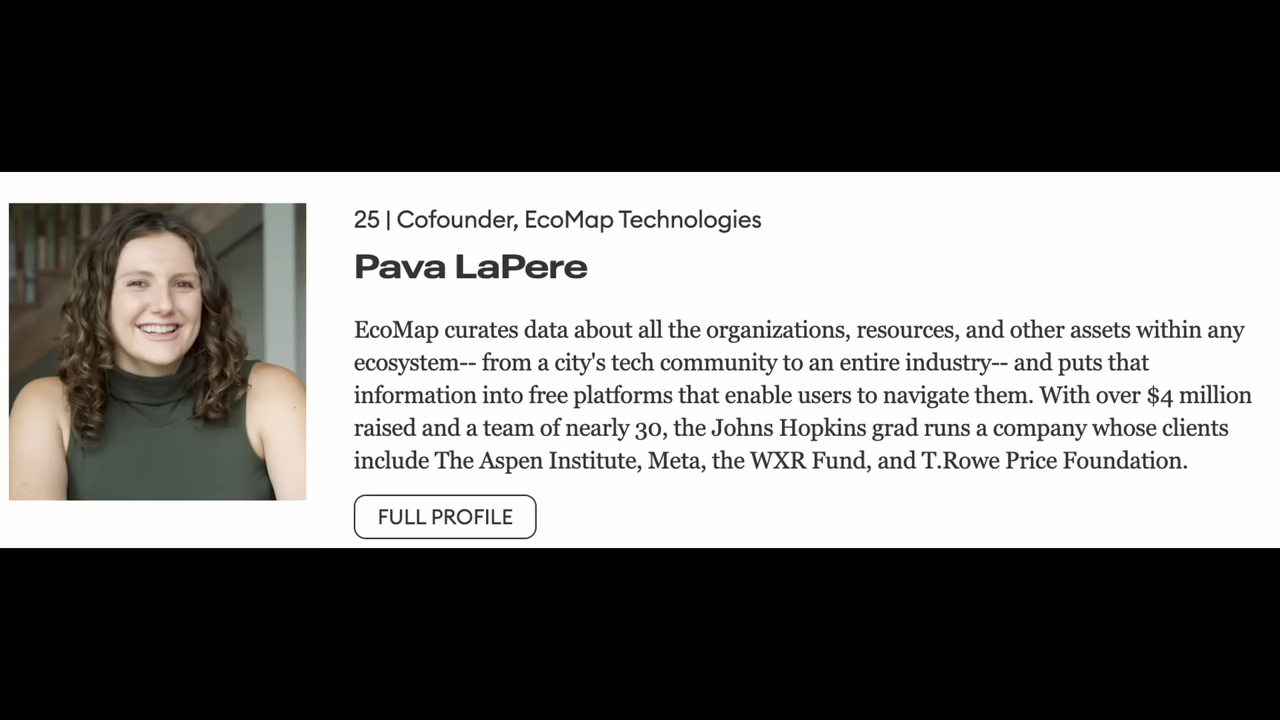 25 | Cofounder, EcoMap Technologies
Pava LaPere
EcoMap curates data about all the organizations, resources, and other assets within any
ecosystem-- from a city's tech community to an entire industry-- and puts that
information into free platforms that enable users to navigate them. With over $4 million
raised and a team of nearly 30, the Johns Hopkins grad runs a company whose clients
include The Aspen Institute, Meta, the WXR Fund, and T.Rowe Price Foundation.
FULL PROFILE